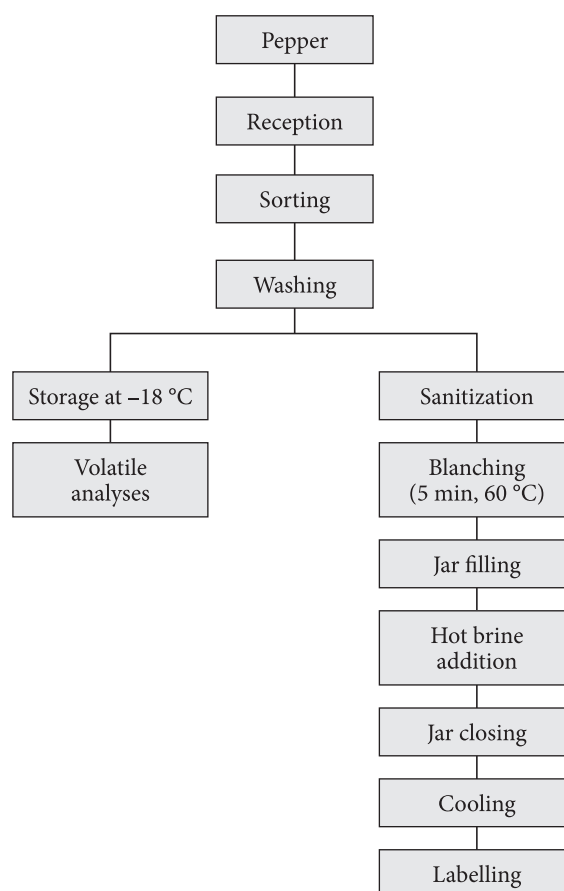 Pepper
Reception
Sorting
Washing
Storage at –18 °C
Volatile
analyses
Sanitization
Blanching
(5 min, 60 °C)
Jar filling
Hot brine
addition
Jar closing
Cooling
Labelling